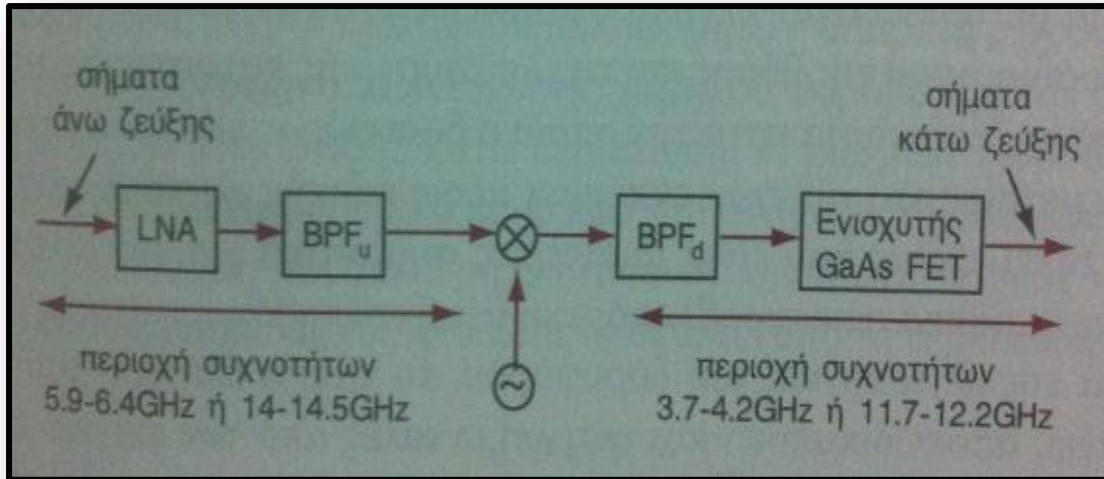 σήματα
άνω ζεύξης
LNA
BPFu
BPFd
Ενισχυτής
GaAs FET
σήματα
κάτω ζεύξης
περιοχή συχνοτήτων
5.9-6.4GHz ή 14-14.5GHz
περιοχή συχνοτήτων
3.7-4.2GHz ή 11.7-12.2GHz